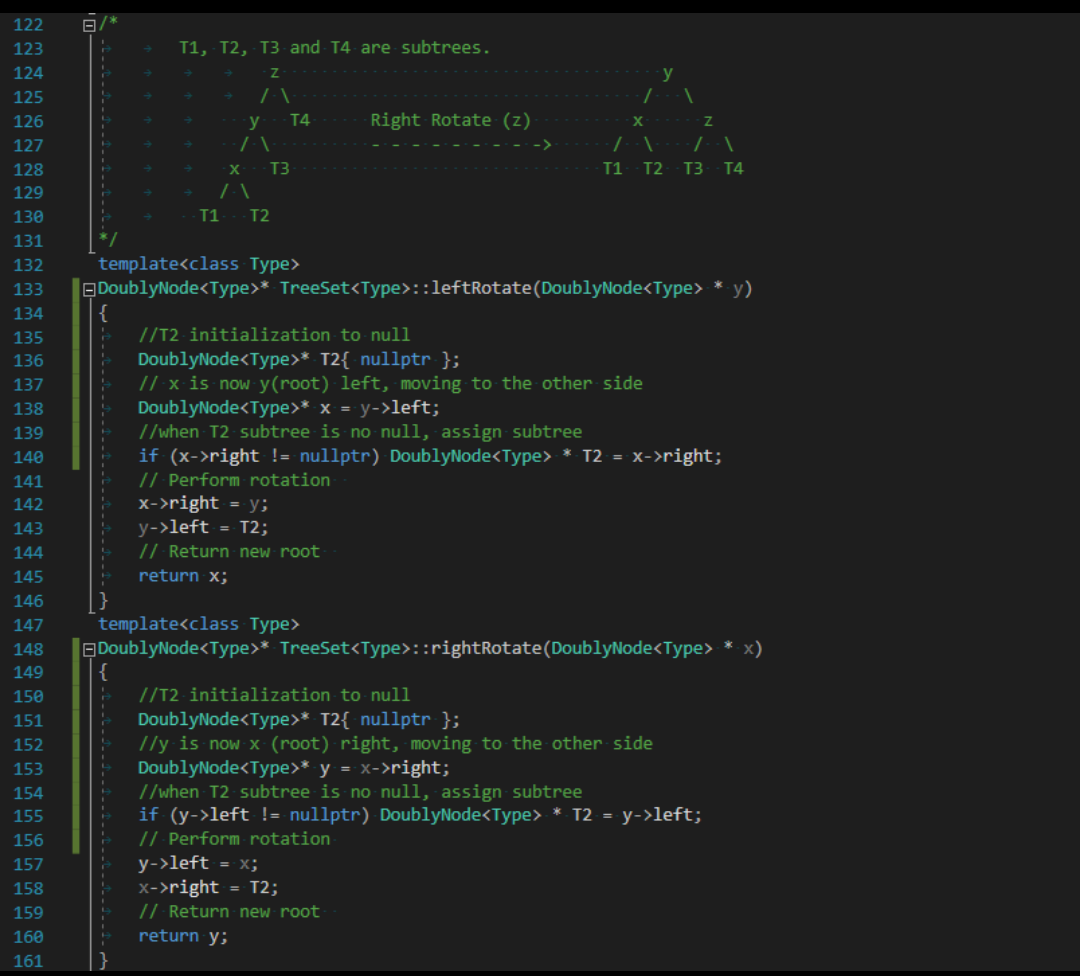 122 /*
123 T1, T2, T3 and T4 are subtrees.
124 z y
125 / \ / \
126 y T4 Right Rotate (z) x z
127 / \ - - - - - - - - -> / \ / \
128 x T3 T1 T2 T3 T4
129 / \
130 T1 T2
131 */
132 template<class Type>
133 DoublyNode<Type>* TreeSet<Type>::leftRotate(DoublyNode<Type> * y)
134 {
135 //T2 initialization to null
136 DoublyNode<Type>* T2{ nullptr };
137 // x is now y(root) left, moving to the other side
138 DoublyNode<Type>* x = y->left;
139 //when T2 subtree is no null, assign subtree
140 if (x->right != nullptr) DoublyNode<Type> * T2 = x->right;
141 // Perform rotation
142 x->right = y;
143 y->left = T2;
144 // Return new root
145 return x;
146 }
147 template<class Type>
148 DoublyNode<Type>* TreeSet<Type>::rightRotate(DoublyNode<Type> * x)
149 {
150 //T2 initialization to null
151 DoublyNode<Type>* T2{ nullptr };
152 //y is now x (root) right, moving to the other side
153 DoublyNode<Type>* y = x->right;
154 //when T2 subtree is no null, assign subtree
155 if (y->left != nullptr) DoublyNode<Type> * T2 = y->left;
156 // Perform rotation
157 y->left = x;
158 x->right = T2;
159 // Return new root
160 return y;
161 }